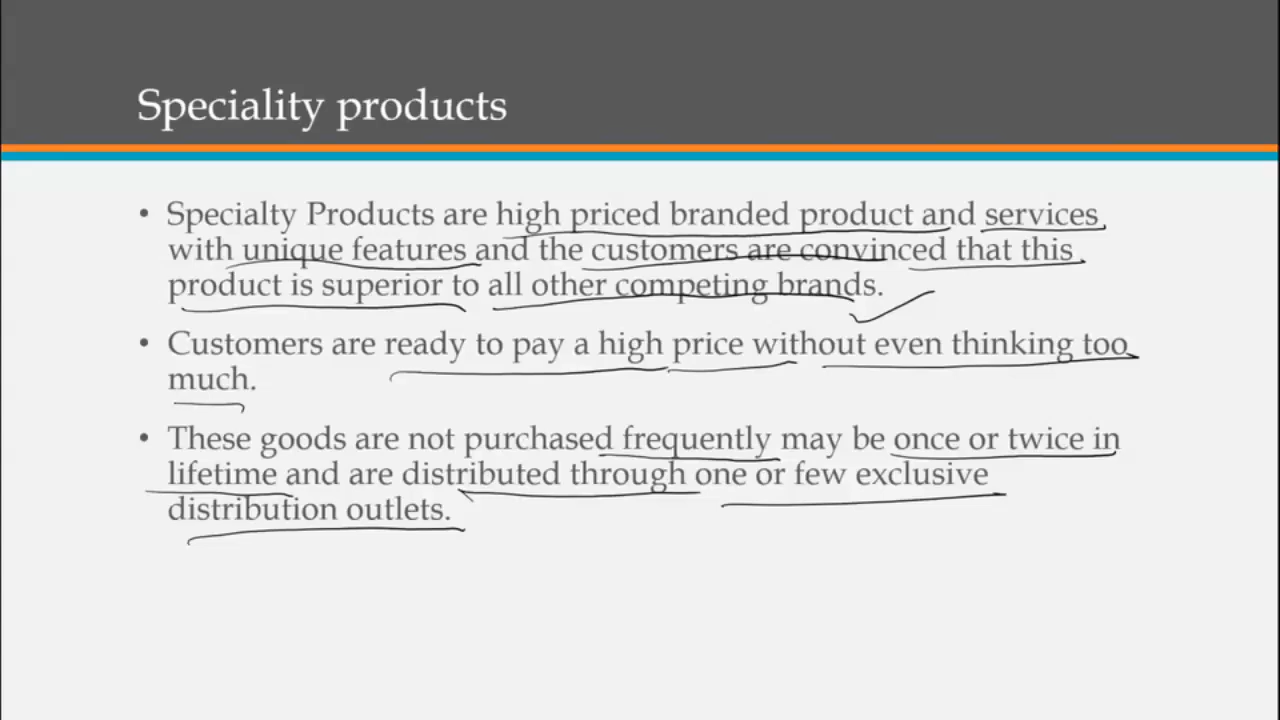 Speciality products
• Specialty Products are high priced branded product and services
with unique features and the customers are convinced that this
product is superior to all other competing brands.
• Customers are ready to pay a high price without even thinking too
much.
• These goods are not purchased frequently may be once or twice in
lifetime and are distributed through one or few exclusive
distribution outlets.